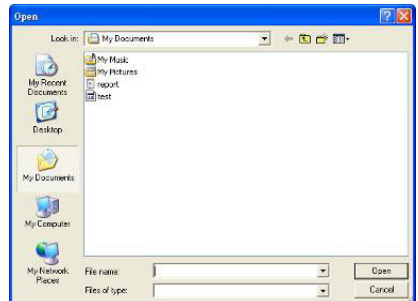 Open
Look in:
My Documents
My Recent
Documents
Desktop
My Documents
My Computer
My Network
Places
My Music
My Pictures
report
test
File name:
Open
Files of type:
Cancel